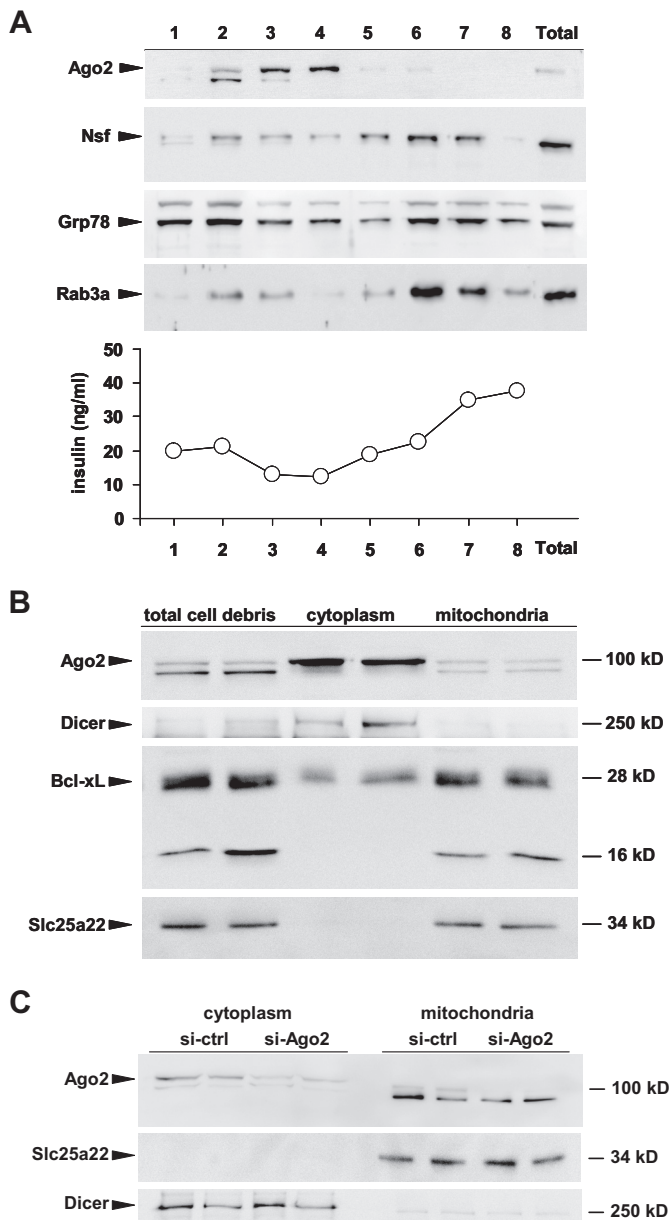 A
1 2 3 4 5 6 7 8 Total
Ago2
Nsf
Grp78
Rab3a
50
40
30
20
10
0
insulin (ng/ml)
1 2 3 4 5 6 7 8 Total
B
total cell debris cytoplasm mitochondria
Ago2 100 kD
Dicer 250 kD
Bcl-xL 28 kD
16 kD
Slc25a22 34 kD
C
cytoplasm mitochondria
si-ctrl si-Ago2 si-ctrl si-Ago2
Ago2 100 kD
Slc25a22 34 kD
Dicer 250 kD